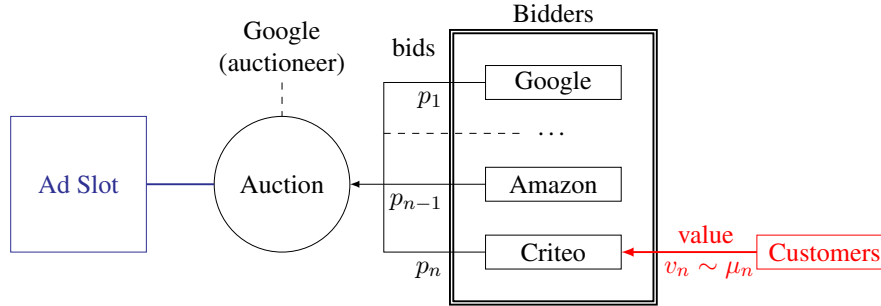 Bidders
Google
(auctioneer)
bids
Google
p₁
...
Ad Slot
Auction
Amazon
pₙ₋₁
Criteo
pₙ
value
vₙ ∼ μₙ
Customers